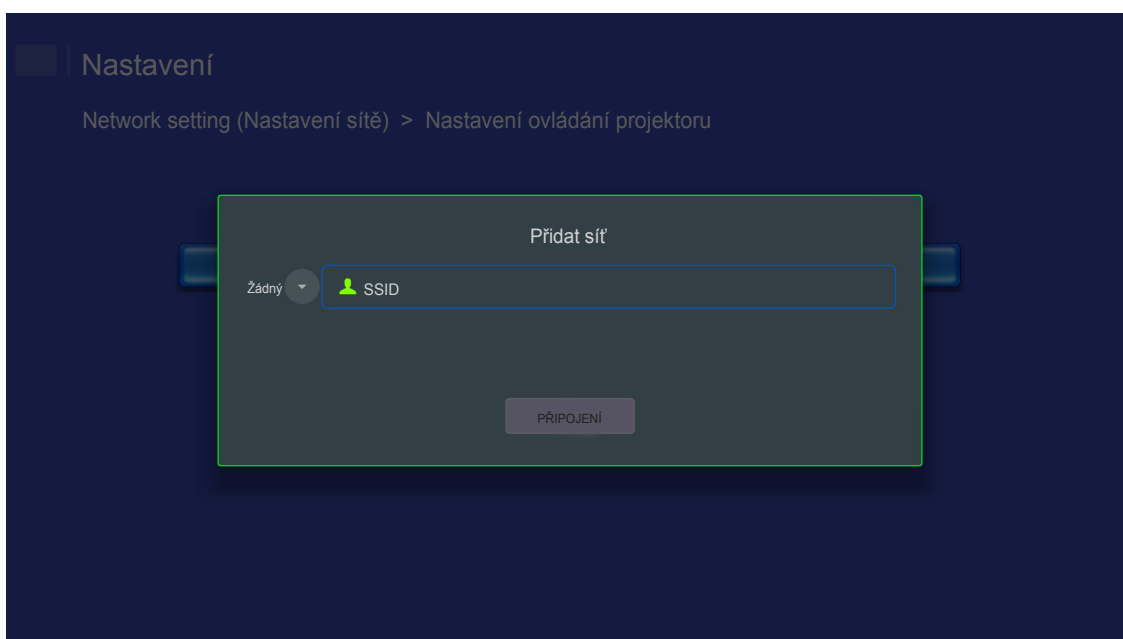 Nastavení
Network setting (Nastavení sítě) > Nastavení ovládání projektoru
Přidat síť
Žádný SSID
PŘIPOJENÍ